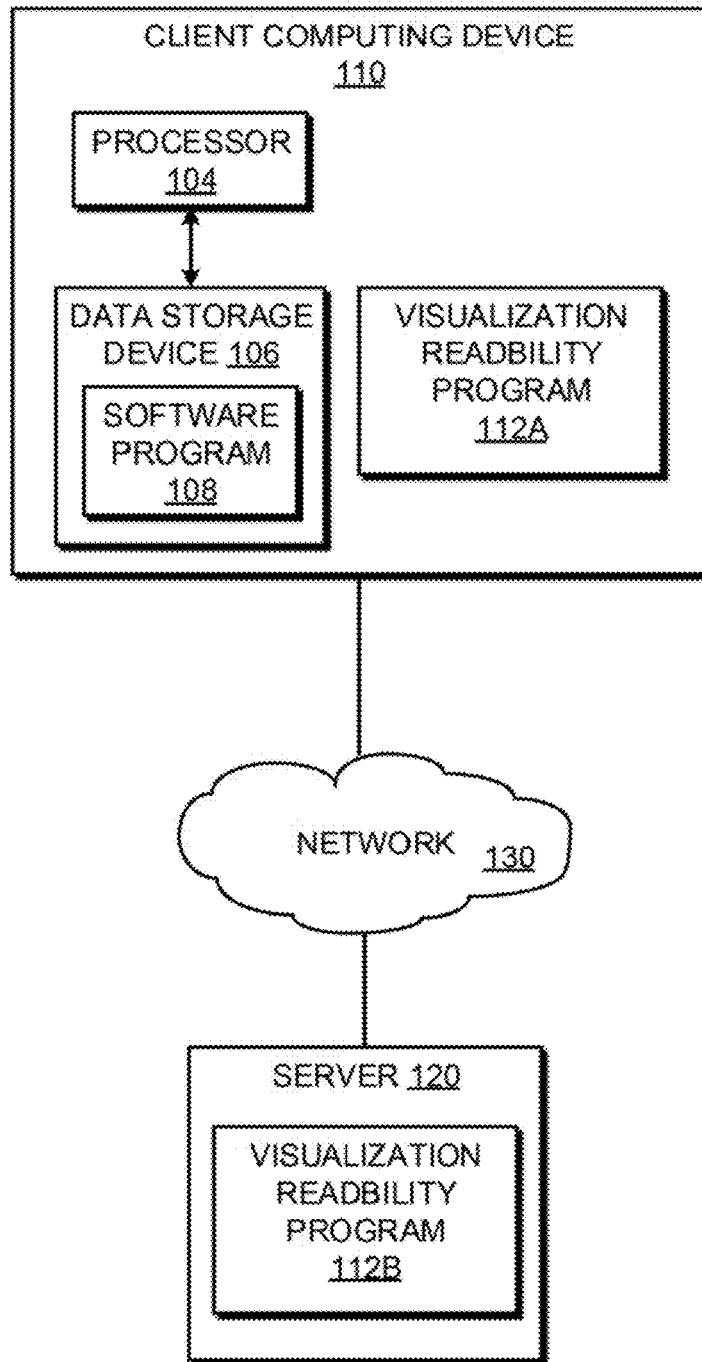 CLIENT COMPUTING DEVICE
110
PROCESSOR
104
DATA STORAGE
DEVICE 106
SOFTWARE
PROGRAM
108
VISUALIZATION
READBILITY
PROGRAM
112A
NETWORK 130
SERVER 120
VISUALIZATION
READBILITY
PROGRAM
112B